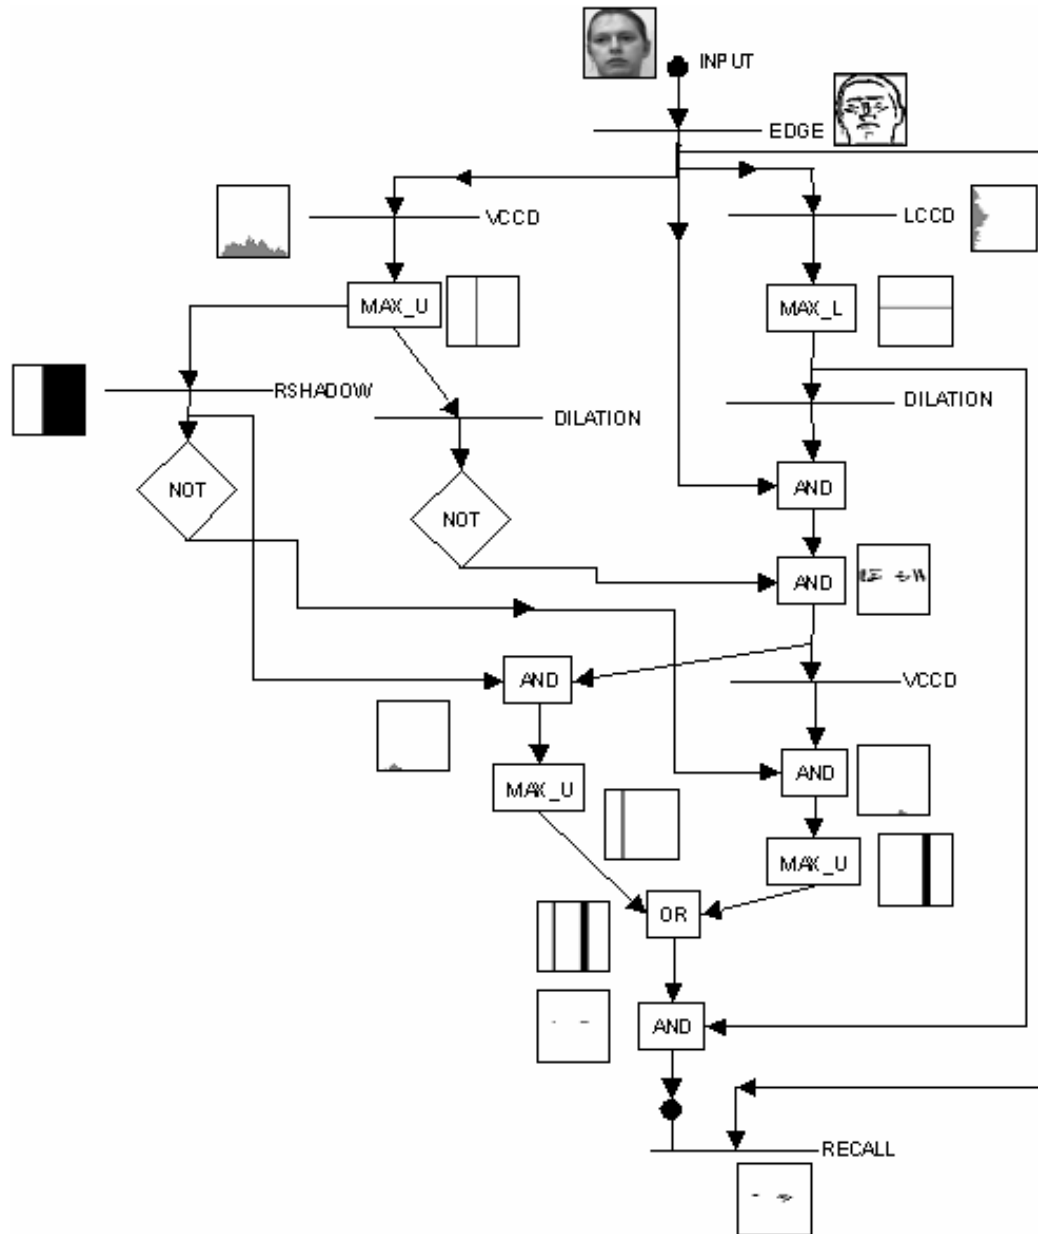 INPUT
EDGE
VCCD
LCCD
MAX_U
MAX_L
RSHADOW
DILATION
DILATION
NOT
NOT
AND
AND
AND
VCCD
AND
MAX_U
MAX_U
OR
AND
RECALL